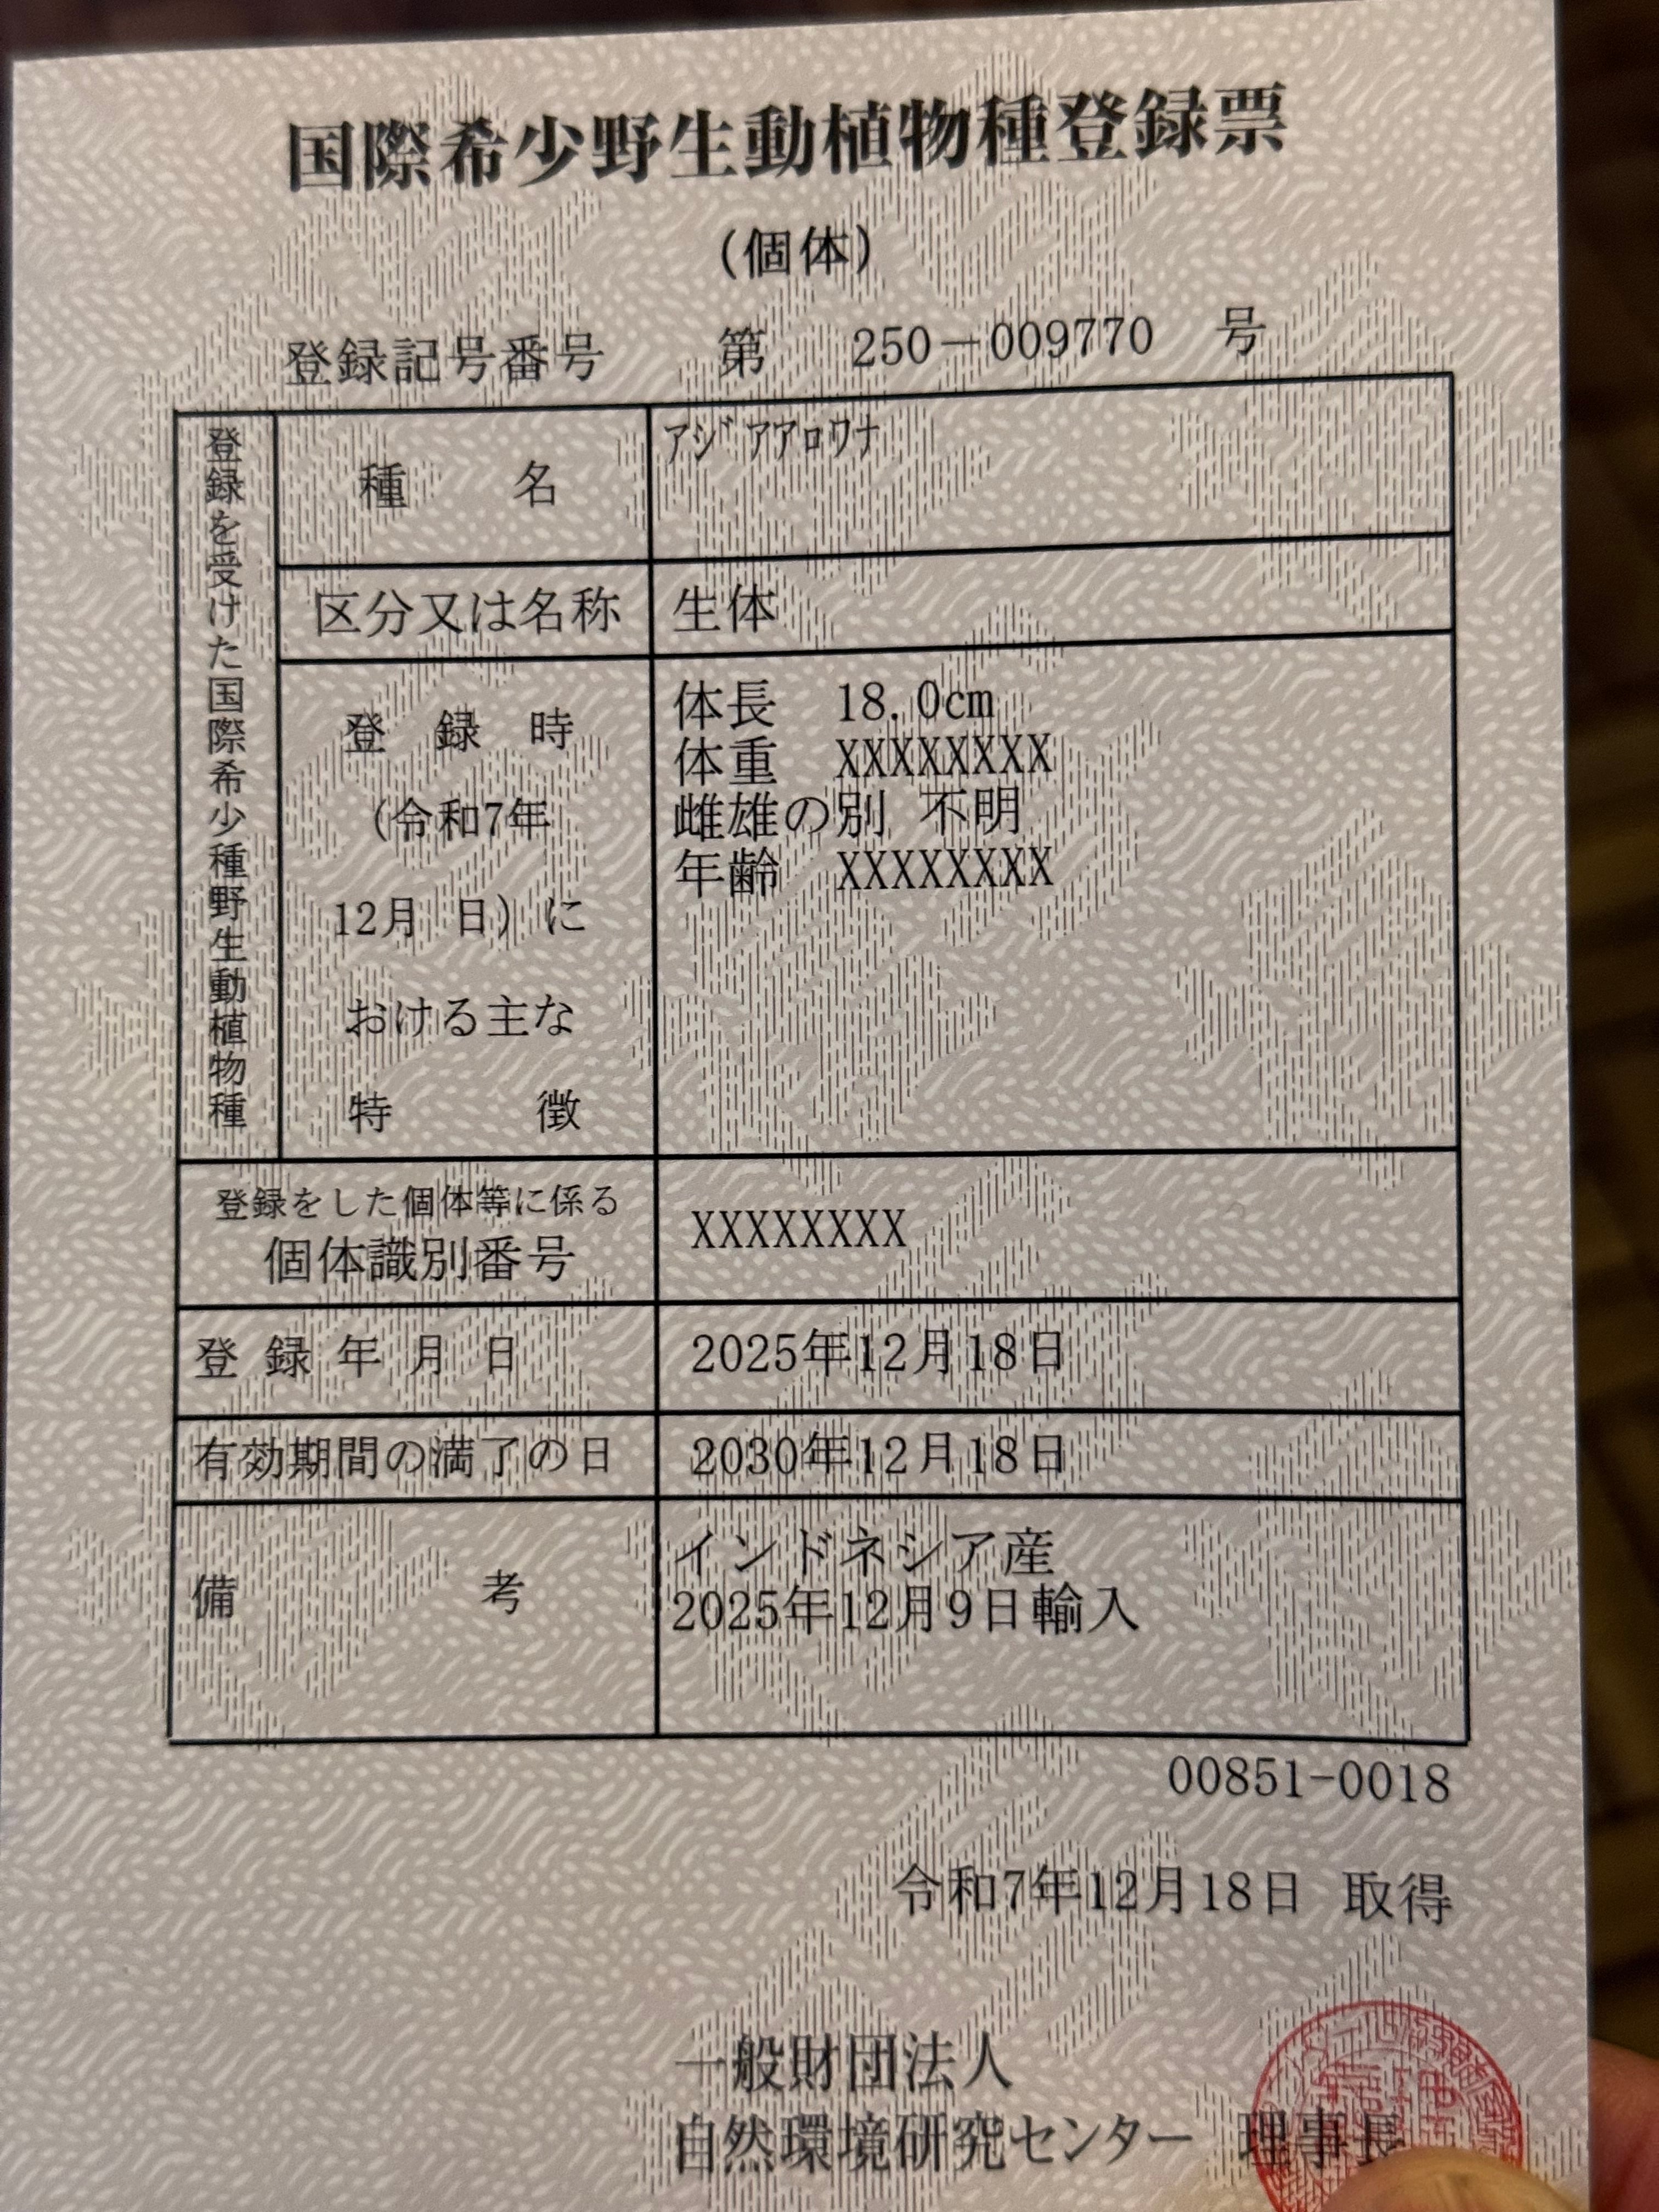 国際希少野生動植物種登録票
(個体)
登録記号番号 第 250-009770 号
登録を受けた国際希少種野生動植物種
種名
アジアアロワナ
区分又は名称
生体
登録時
(令和7年
12月 日)に
おける主な
特徴
体長 18.0cm
体重 XXXXXXXX
雌雄の別 不明
年齢 XXXXXXXX
登録をした個体等に係る
個体識別番号
XXXXXXXX
登録年月日
2025年12月18日
有効期間の満了の日
2030年12月18日
備考
インドネシア産
2025年12月9日輸入
00851-0018
令和7年12月18日 取得
一般財団法人
自然環境研究センター 理事長